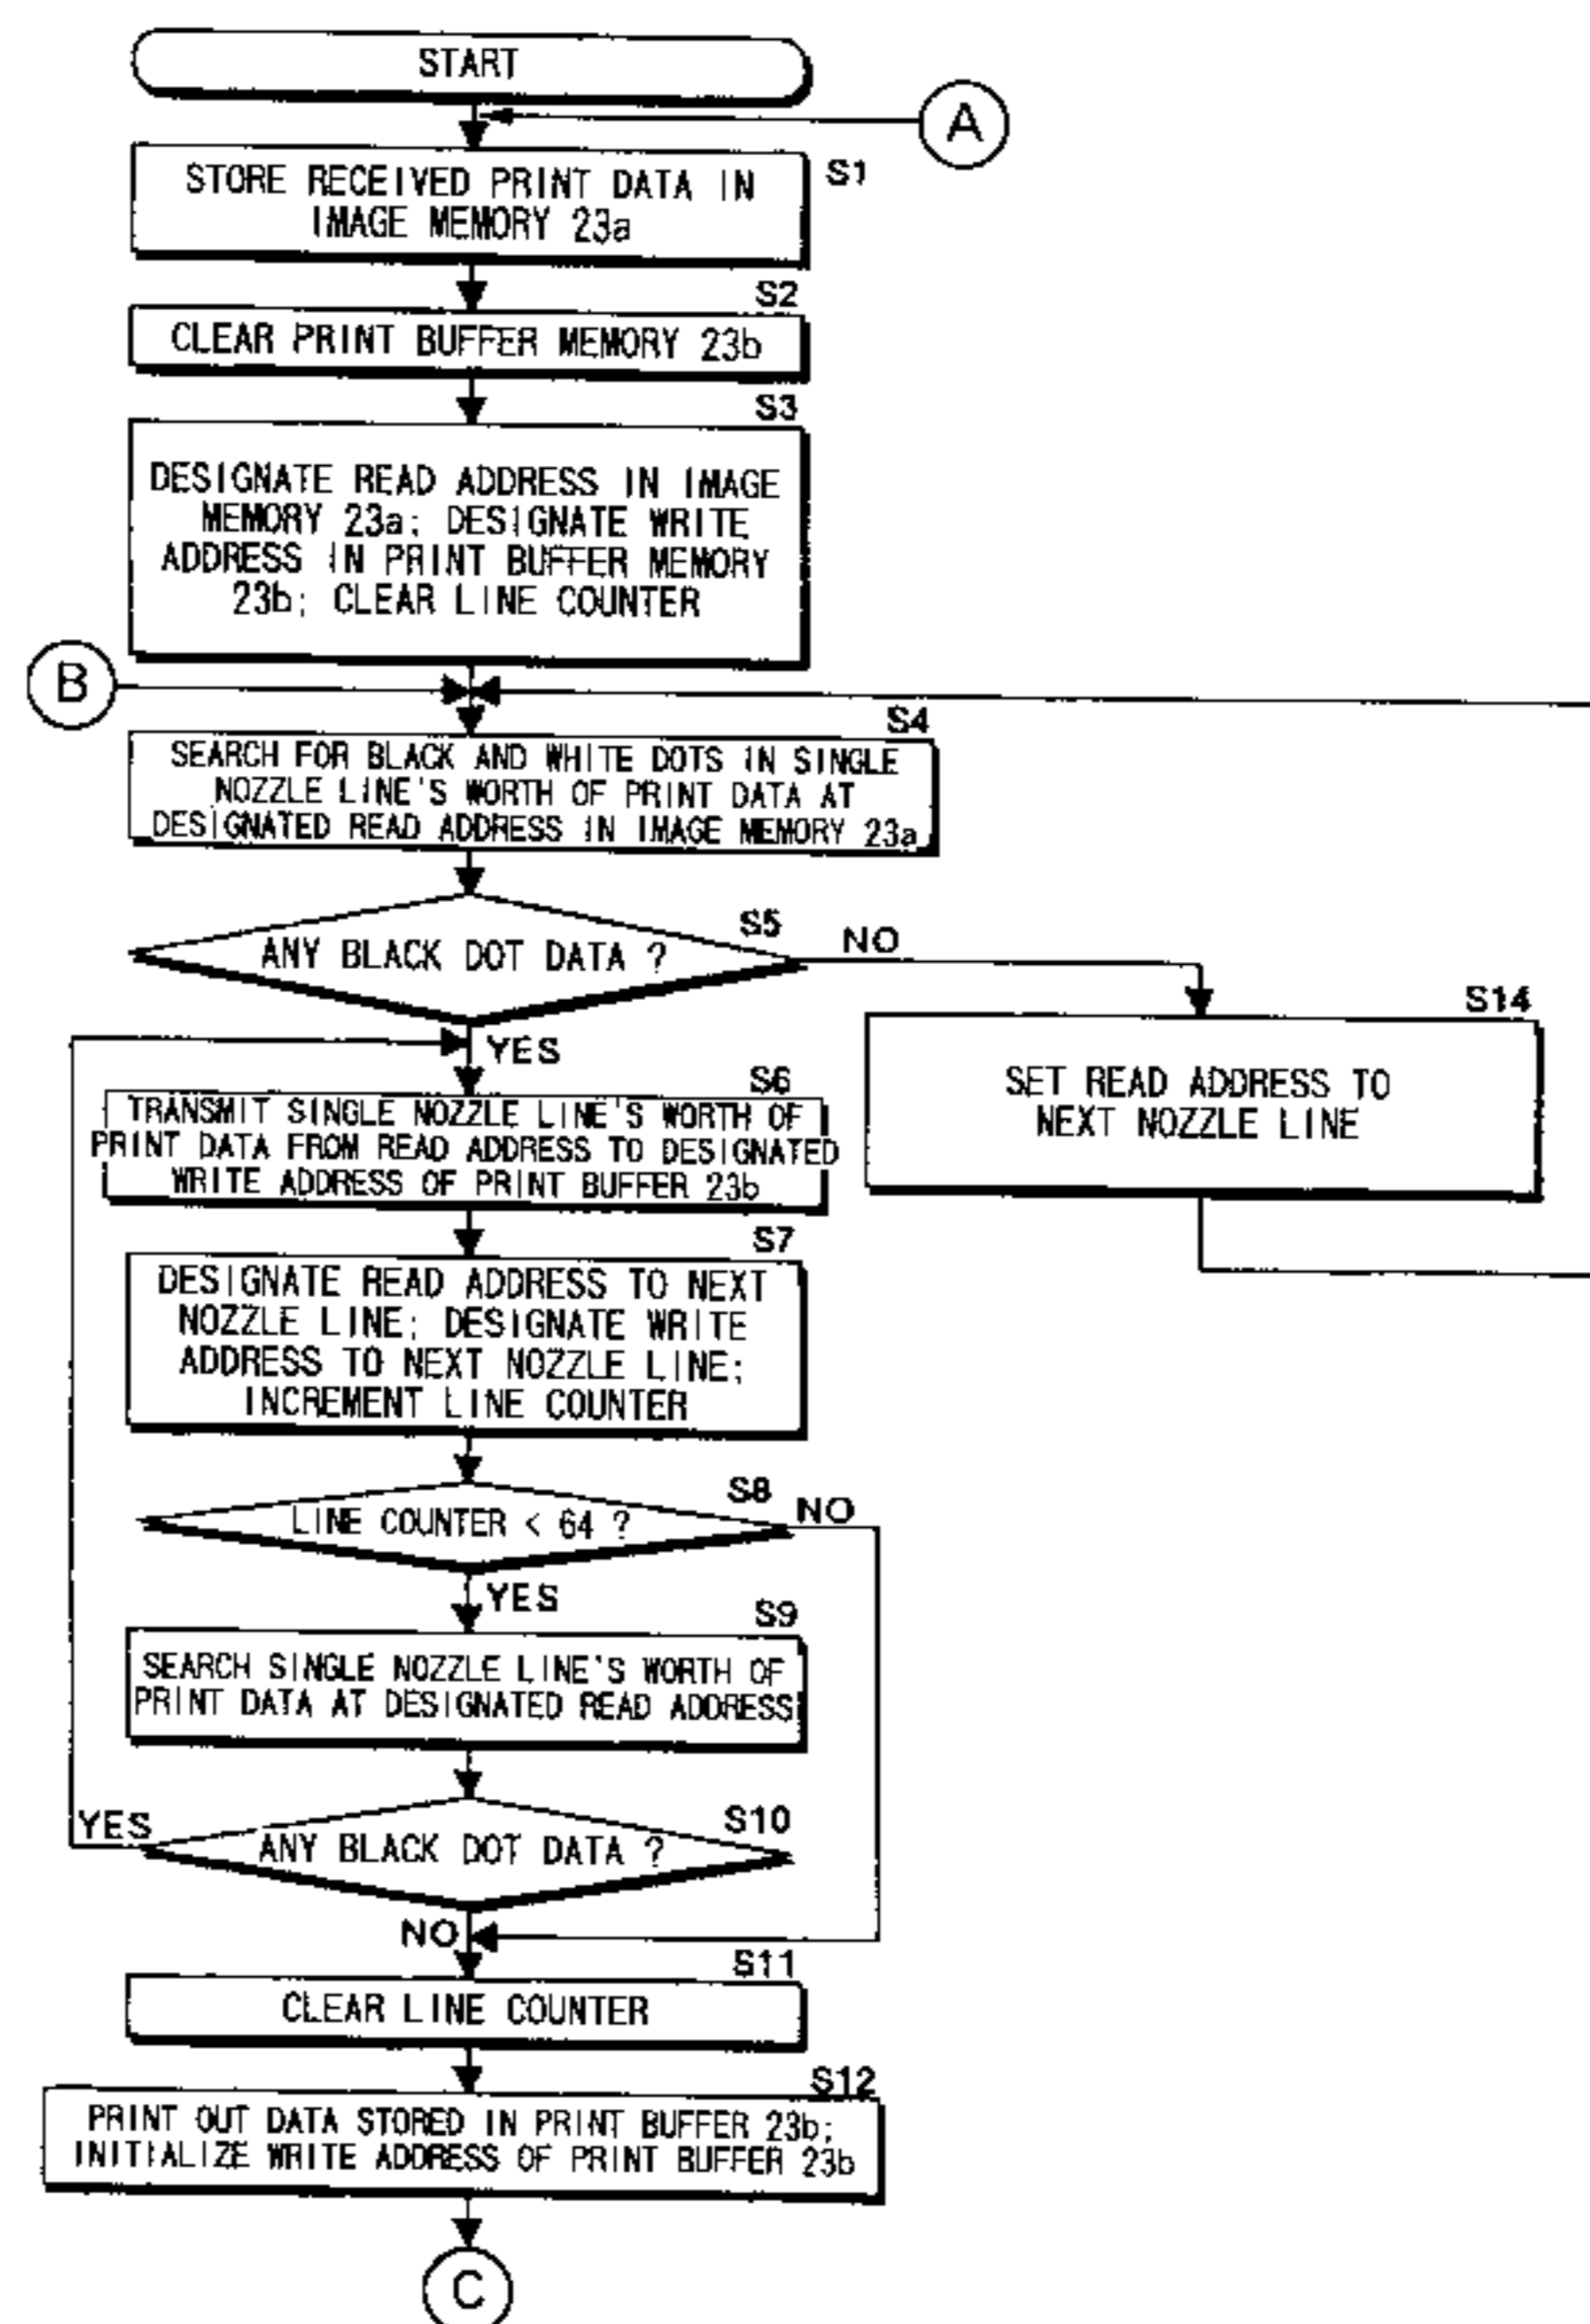 START
A
S1
STORE RECEIVED PRINT DATA IN
IMAGE MEMORY 23a
S2
CLEAR PRINT BUFFER MEMORY 23b
S3
DESIGNATE READ ADDRESS IN IMAGE
MEMORY 23a; DESIGNATE WRITE
ADDRESS IN PRINT BUFFER MEMORY
23b; CLEAR LINE COUNTER
B
S4
SEARCH FOR BLACK AND WHITE DOTS IN SINGLE
NOZZLE LINE'S WORTH OF PRINT DATA AT
DESIGNATED READ ADDRESS IN IMAGE MEMORY 23a
S5
ANY BLACK DOT DATA ?
NO
YES
S14
SET READ ADDRESS TO
NEXT NOZZLE LINE
S6
TRANSMIT SINGLE NOZZLE LINE'S WORTH OF
PRINT DATA FROM READ ADDRESS TO DESIGNATED
WRITE ADDRESS OF PRINT BUFFER 23b
S7
DESIGNATE READ ADDRESS TO NEXT
NOZZLE LINE; DESIGNATE WRITE
ADDRESS TO NEXT NOZZLE LINE;
INCREMENT LINE COUNTER
S8
LINE COUNTER < 64 ?
NO
YES
S9
SEARCH SINGLE NOZZLE LINE'S WORTH OF
PRINT DATA AT DESIGNATED READ ADDRESS
S10
YES
ANY BLACK DOT DATA ?
NO
S11
CLEAR LINE COUNTER
S12
PRINT OUT DATA STORED IN PRINT BUFFER 23b;
INITIALIZE WRITE ADDRESS OF PRINT BUFFER 23b
C